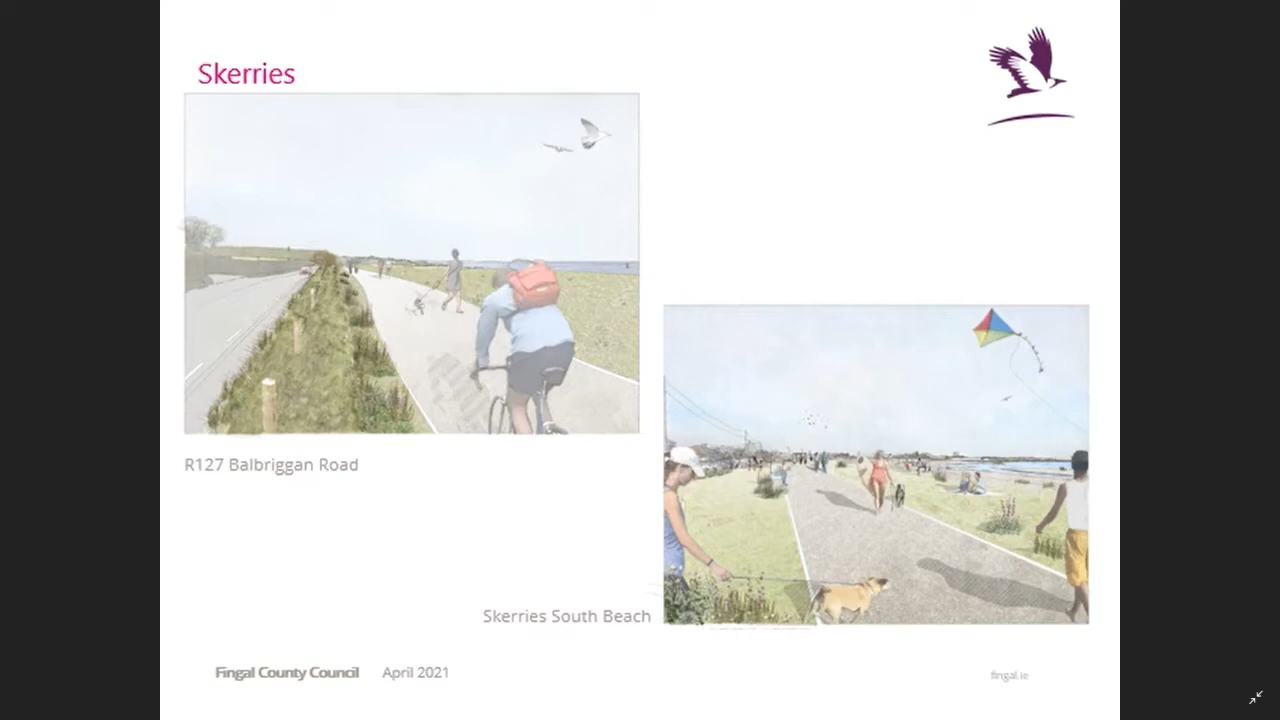 Skerries
R127 Balbriggan Road
Skerries South Beach
Fingal County Council April 2021
fingal.ie